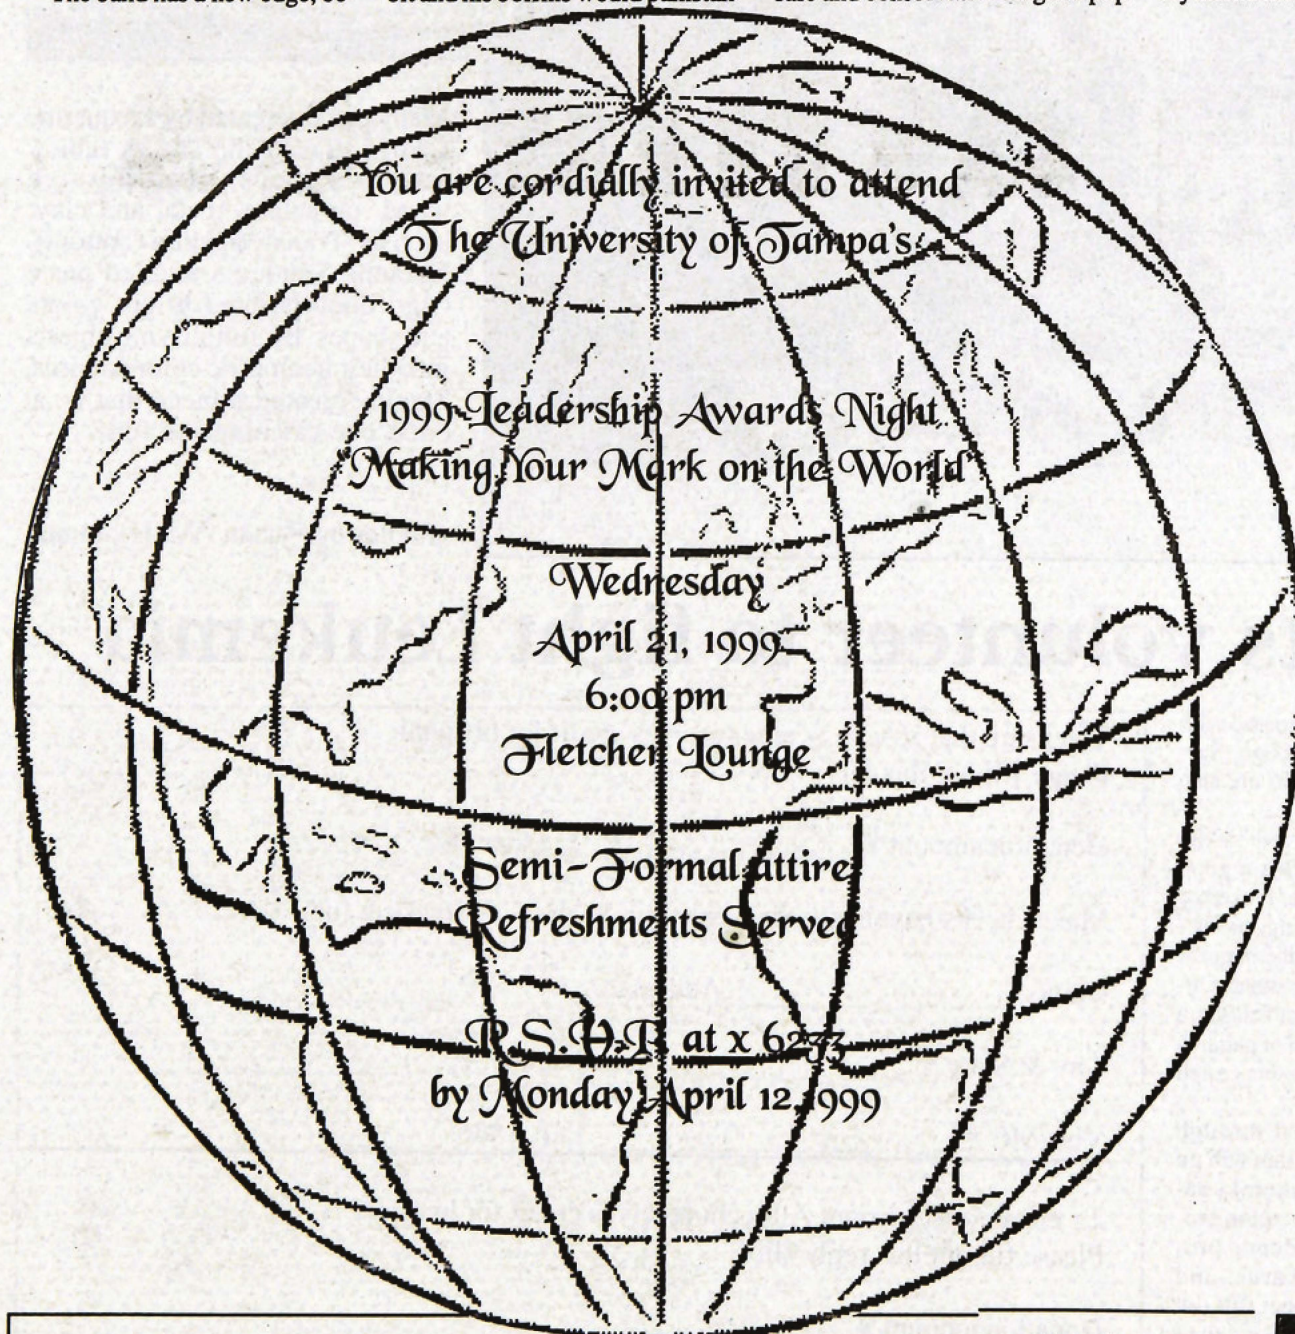 You are cordially invited to attend
The University of Tampa's
1999 Leadership Awards Night
"Making Your Mark on the World"
Wednesday
April 21, 1999
6:00 pm
Fletcher Lounge
Semi-Formal attire
Refreshments Served
R.S.V.P. at x 6233
by Monday April 12, 1999